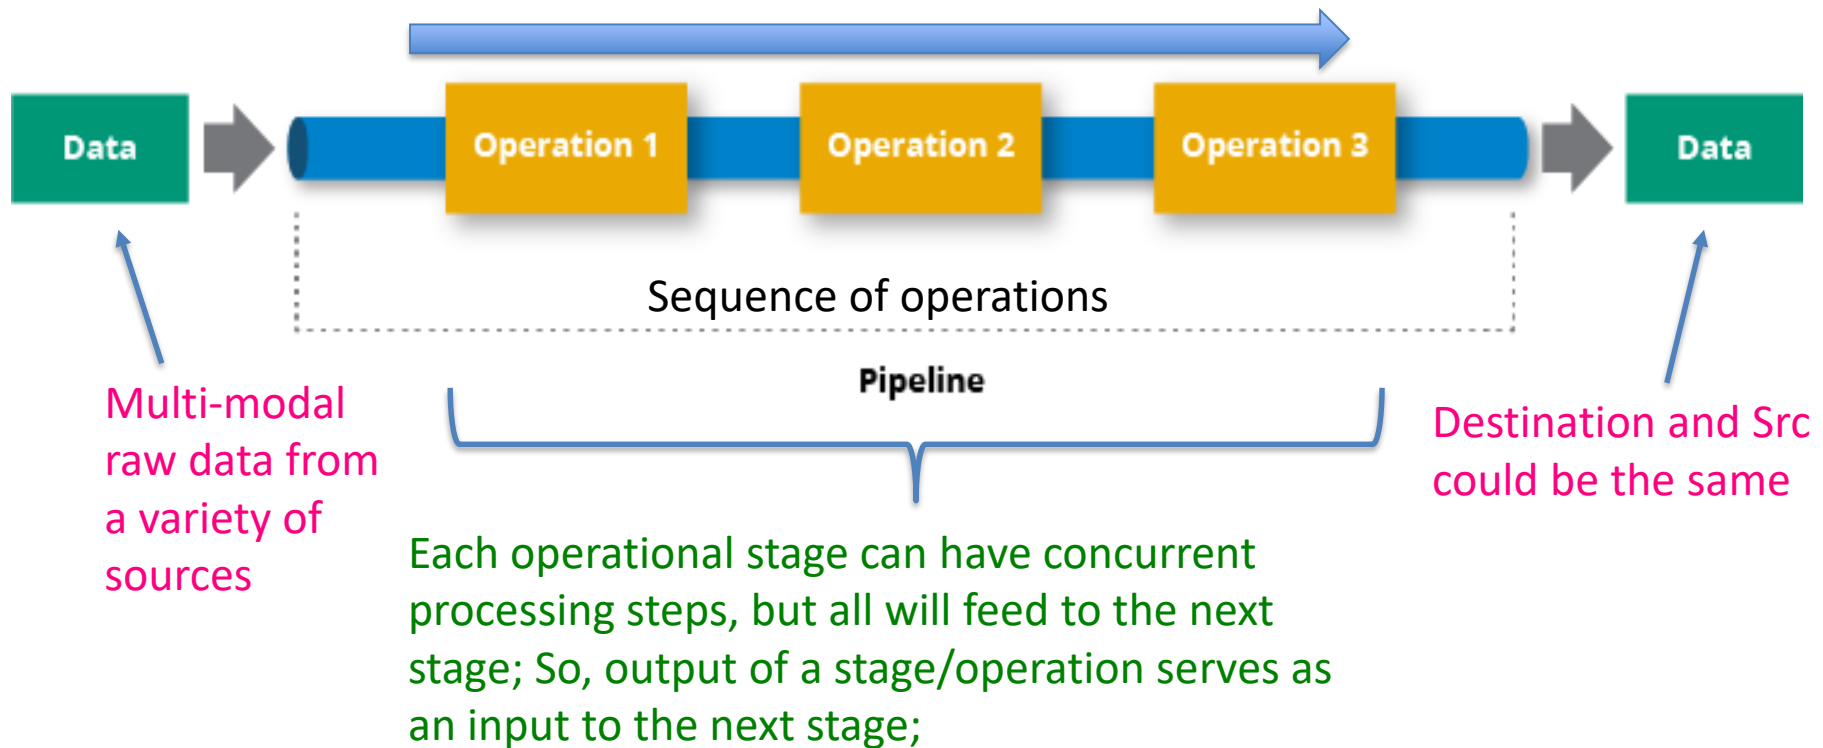 Data
Operation 1
Operation 2
Operation 3
Data
Sequence of operations
Pipeline
Multi-modal
raw data from
a variety of
sources
Each operational stage can have concurrent
processing steps, but all will feed to the next
stage; So, output of a stage/operation serves as
an input to the next stage;
Destination and Src
could be the same